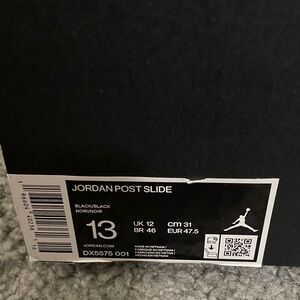 JORDAN POST SLIDE
BLACK/BLACK
NOIR/NOIR
13
UK 12
cm 31
BR 46
EUR 47.5
JORDAN.COM
DX5575 001
MADE IN VIETNAM